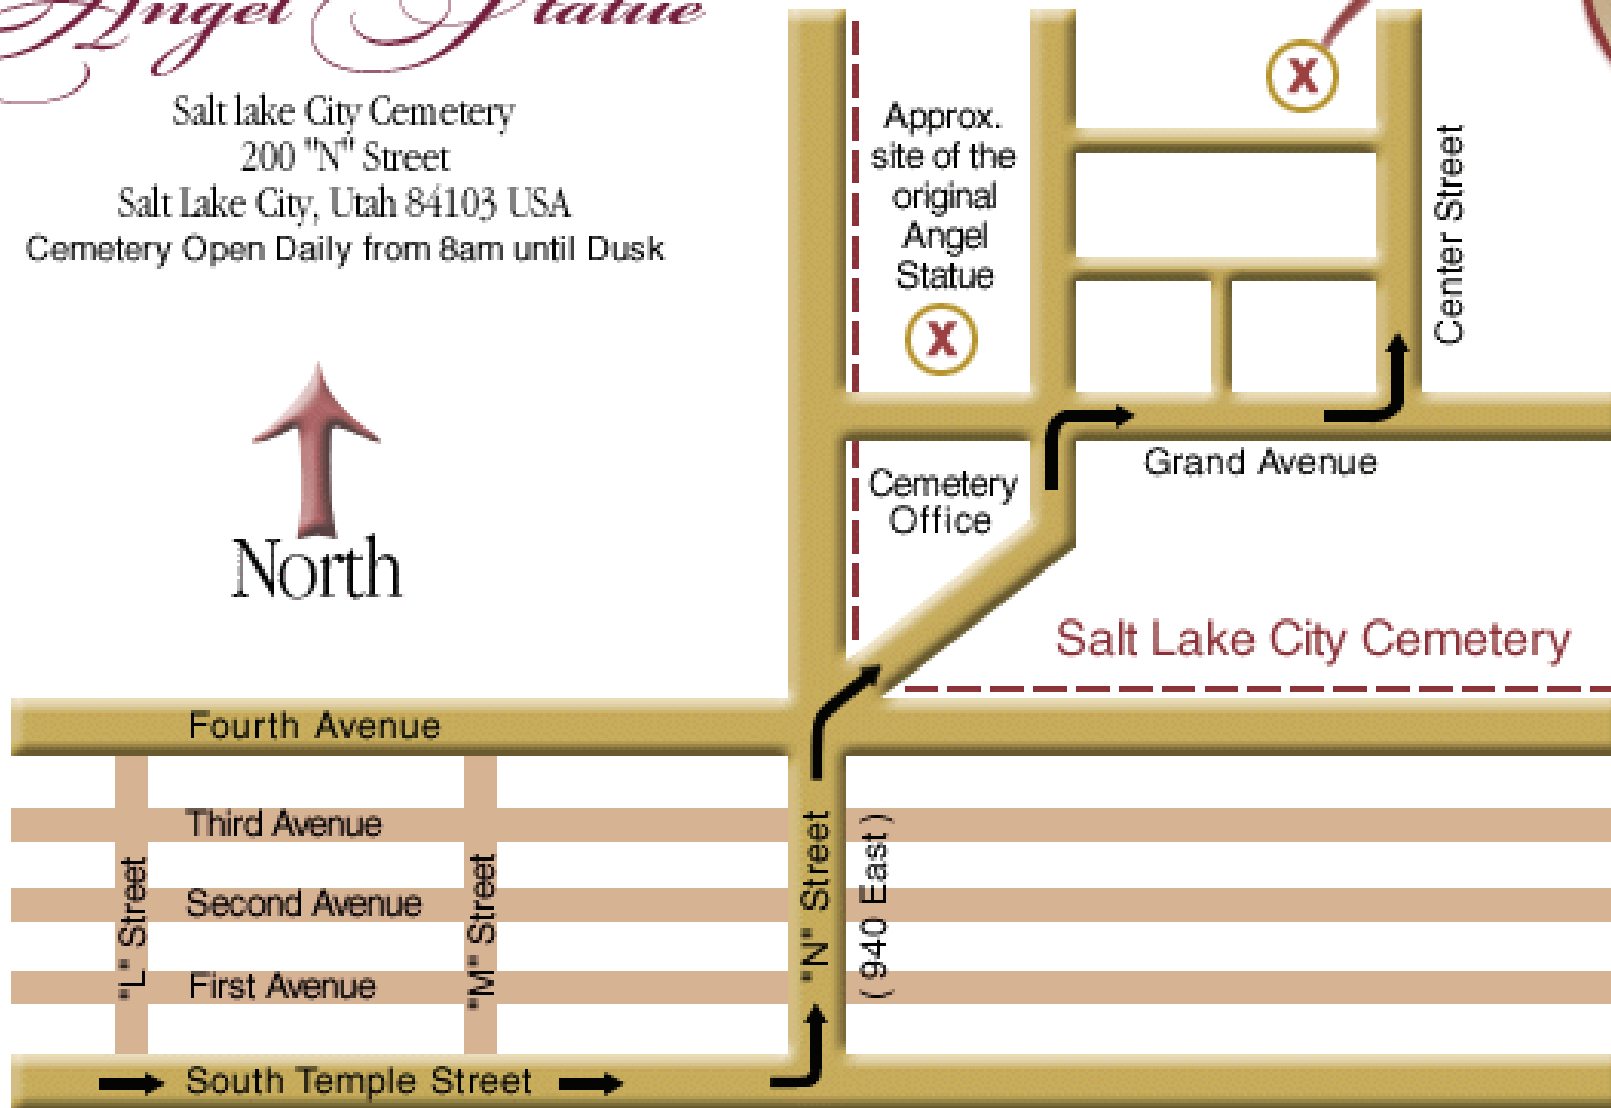 Angel Statue
Salt lake City Cemetery
200 "N" Street
Salt Lake City, Utah 84103 USA
Cemetery Open Daily from 8am until Dusk
North
Approx.
site of the
original
Angel
Statue
X
X
Center Street
Grand Avenue
Cemetery
Office
Salt Lake City Cemetery
Fourth Avenue
Third Avenue
Second Avenue
First Avenue
"L" Street
"M" Street
"N" Street
( 940 East )
South Temple Street